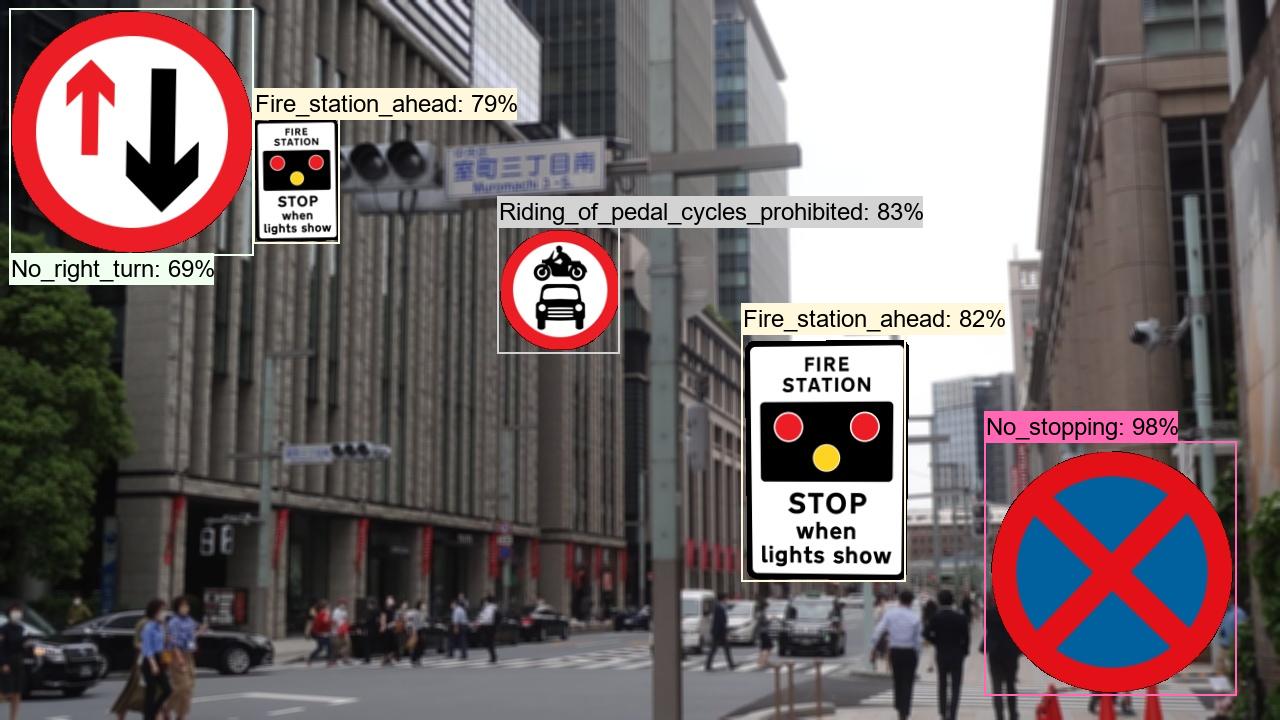 Fire_station_ahead: 79%
FIRE
STATION
STOP
when
lights show
室町三丁目南
Muromachi 3 -S.
Riding_of_pedal_cycles_prohibited: 83%
No_right_turn: 69%
Fire_station_ahead: 82%
FIRE
STATION
STOP
when
lights show
No_stopping: 98%